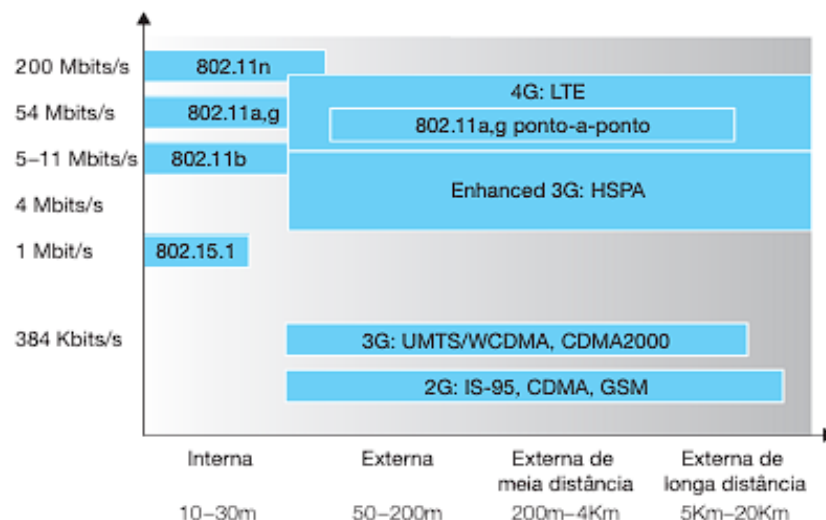 200 Mbits/s
802.11n
4G: LTE
54 Mbits/s
802.11a,g
802.11a,g ponto-a-ponto
5–11 Mbits/s
802.11b
Enhanced 3G: HSPA
4 Mbits/s
1 Mbit/s
802.15.1
384 Kbits/s
3G: UMTS/WCDMA, CDMA2000
2G: IS-95, CDMA, GSM
Interna
Externa
Externa de
meia distância
Externa de
longa distância
10–30m
50–200m
200m–4Km
5Km–20Km